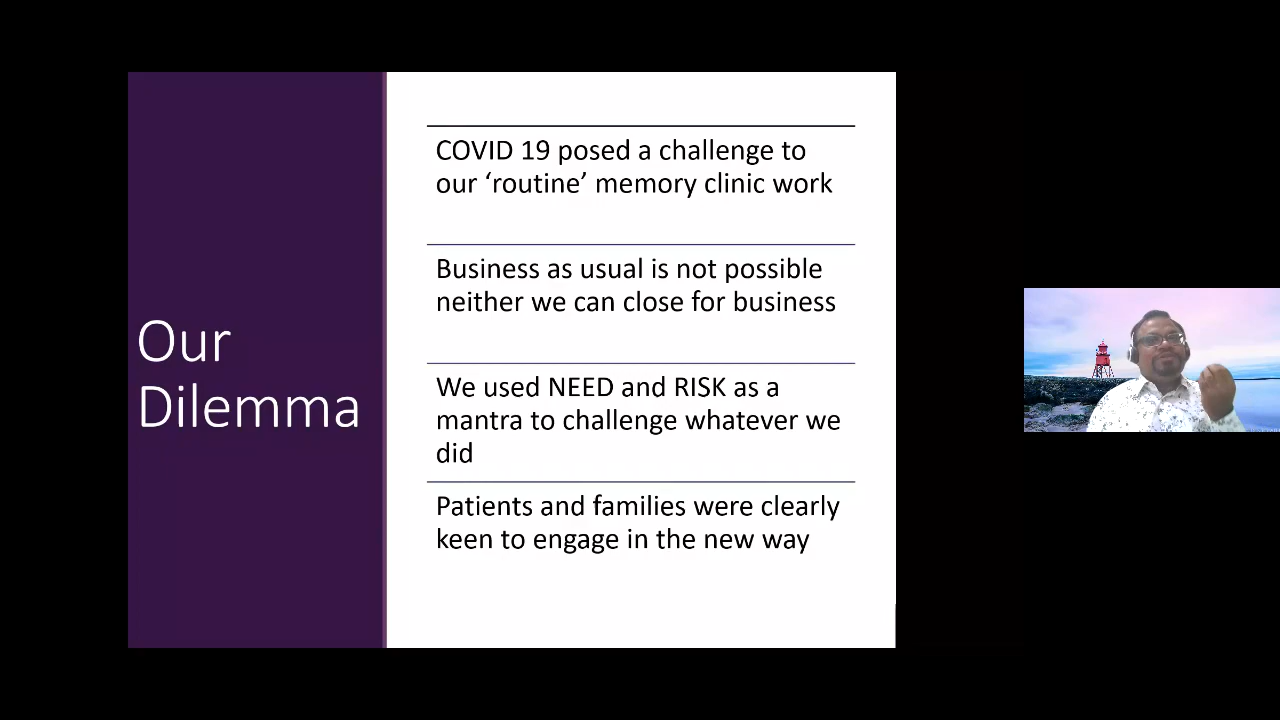 Our
Dilemma
COVID 19 posed a challenge to
our ‘routine’ memory clinic work
Business as usual is not possible
neither we can close for business
We used NEED and RISK as a
mantra to challenge whatever we
did
Patients and families were clearly
keen to engage in the new way